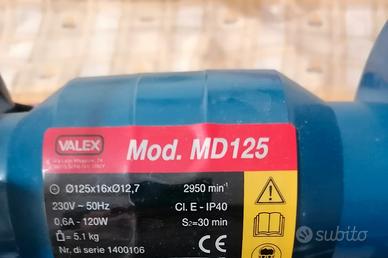 VALEX
Mod. MD125
Ø125x16xØ12,7
2950 min⁻¹
230V ~ 50Hz
Cl. E - IP40
0,6A - 120W
S2=30 min
= 5.1 kg
Nr. di serie 1400106
CE
subito